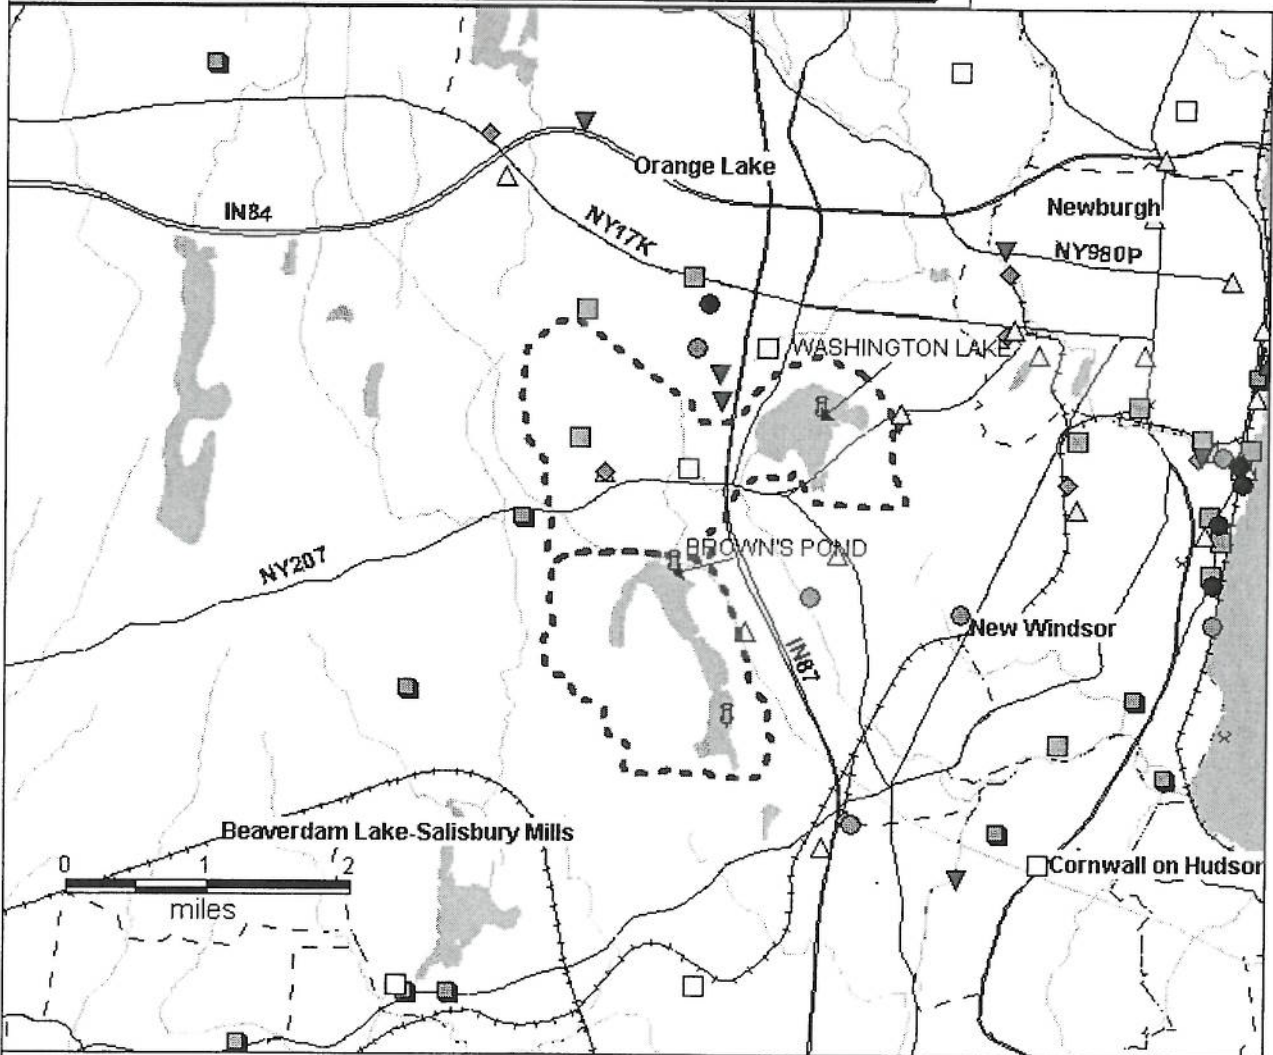 Orange Lake
IN84
NY17K
Newburgh
NY980P
WASHINGTON LAKE
BROWN'S POND
NY207
IN87
New Windsor
Beaverdam Lake-Salisbury Mills
0 1 2
miles
Cornwall on Hudson